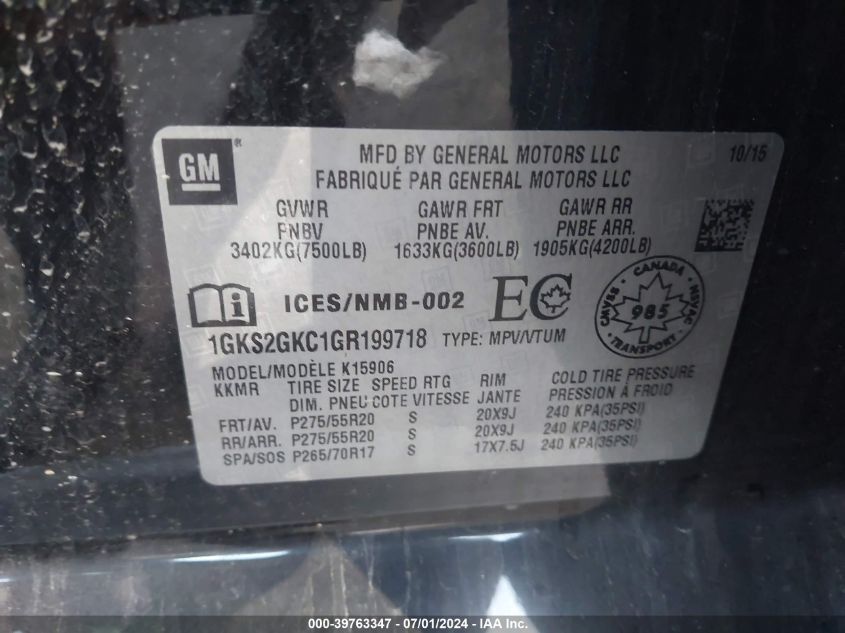 GM ®
MFD BY GENERAL MOTORS LLC
10/15
FABRIQUÉ PAR GENERAL MOTORS LLC
GVWR GAWR FRT GAWR RR
PNBV PNBE AV. PNBE ARR.
3402KG(7500LB) 1633KG(3600LB) 1905KG(4200LB)
i ICES/NMB-002 EC
CANADA
CMVSS 985 NSVAC
TRANSPORT
1GKS2GKC1GR199718 TYPE: MPV/VTUM
MODEL/MODÈLE K15906
KKMR TIRE SIZE SPEED RTG RIM COLD TIRE PRESSURE
DIM. PNEU COTE VITESSE JANTE PRESSION À FROID
FRT/AV. P275/55R20 S 20X9J 240 KPA(35PSI)
RR/ARR. P275/55R20 S 20X9J 240 KPA(35PSI)
SPA/SOS P265/70R17 S 17X7.5J 240 KPA(35PSI)
000-39763347 - 07/01/2024 - IAA Inc.